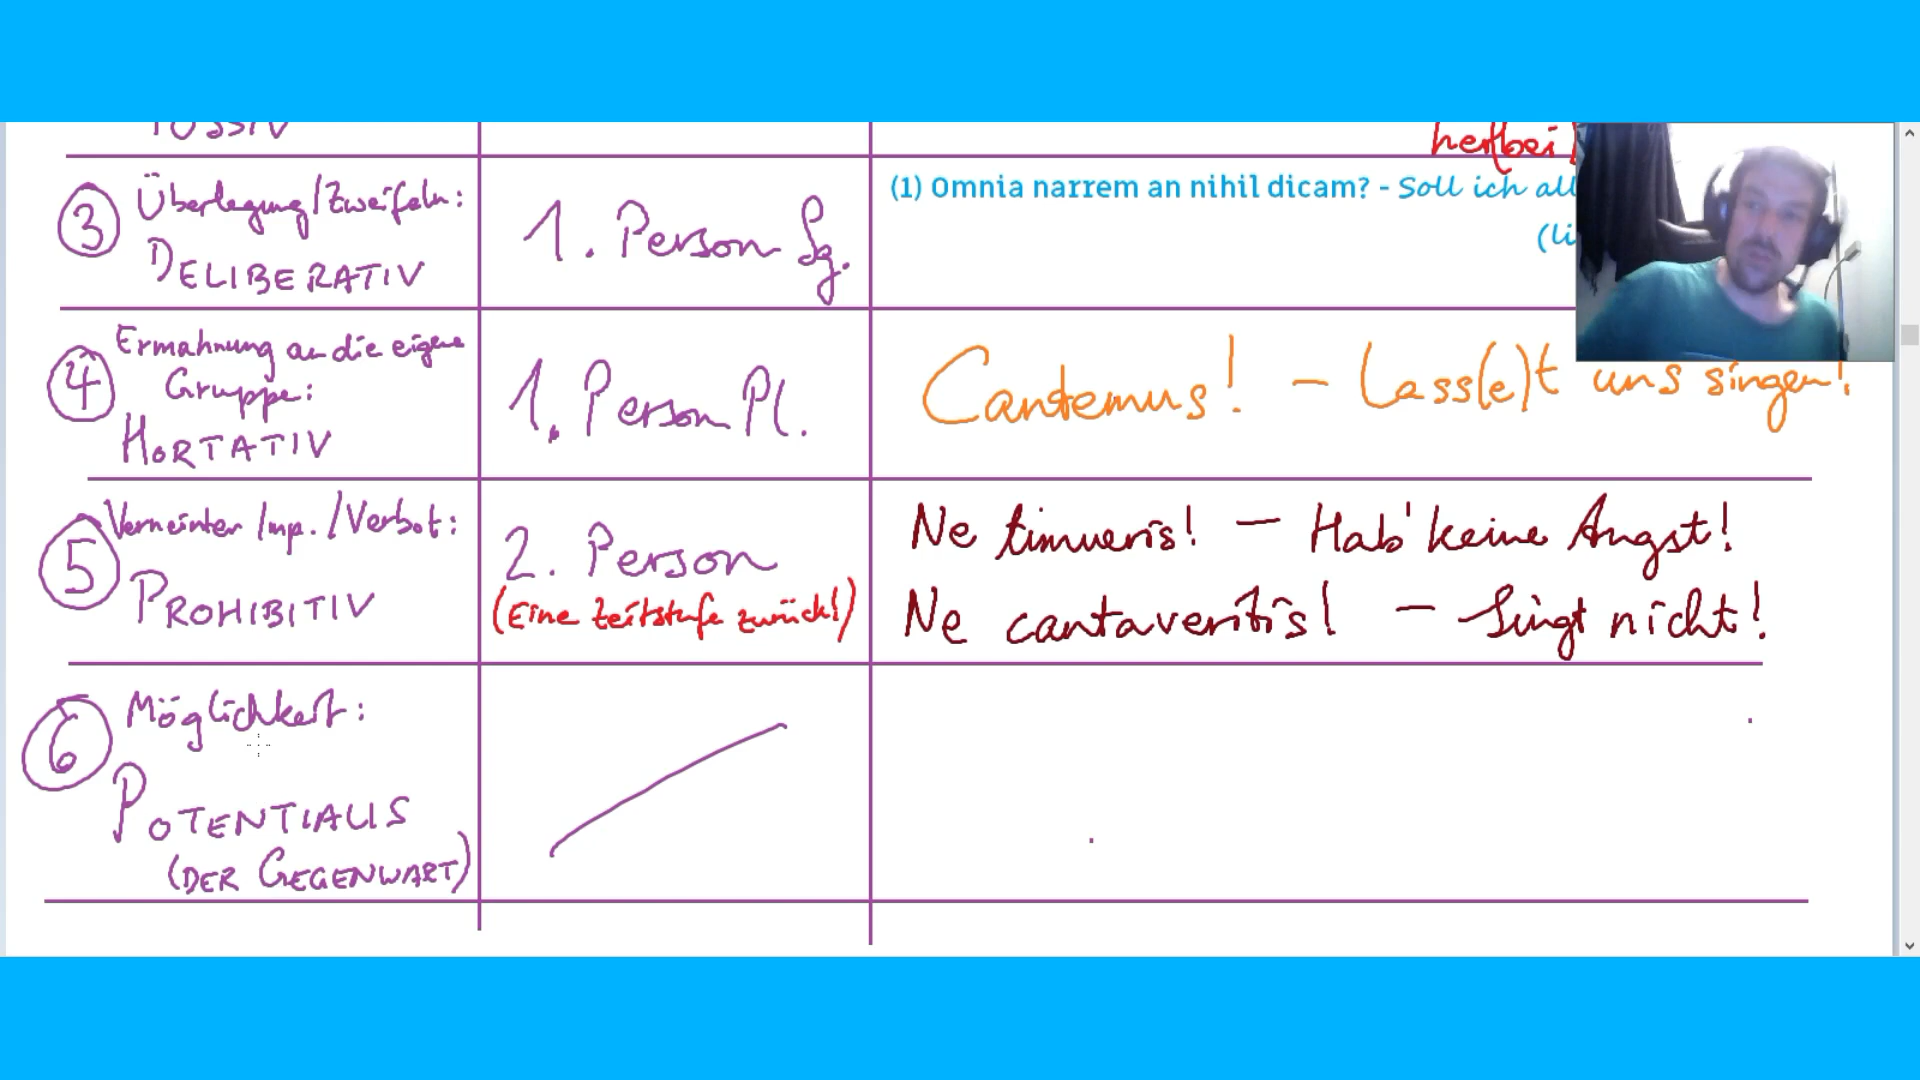 JUSSIV
herbei
③ Überlegung/Zweifeln:
DELIBERATIV
1. Person Sg.
(1) Omnia narrem an nihil dicam? - Soll ich all
(li
④ Ermahnung an die eigene
Gruppe:
HORTATIV
1. Person Pl.
Cantemus! – Lass(e)t uns singen!
⑤ Verneinter Imp./Verbot:
PROHIBITIV
2. Person
(Eine Zeitstufe zurück!)
Ne timueris! – Hab' keine Angst!
Ne cantaveritis! – Singt nicht!
⑥ Möglichkeit:
POTENTIALIS
(DER GEGENWART)